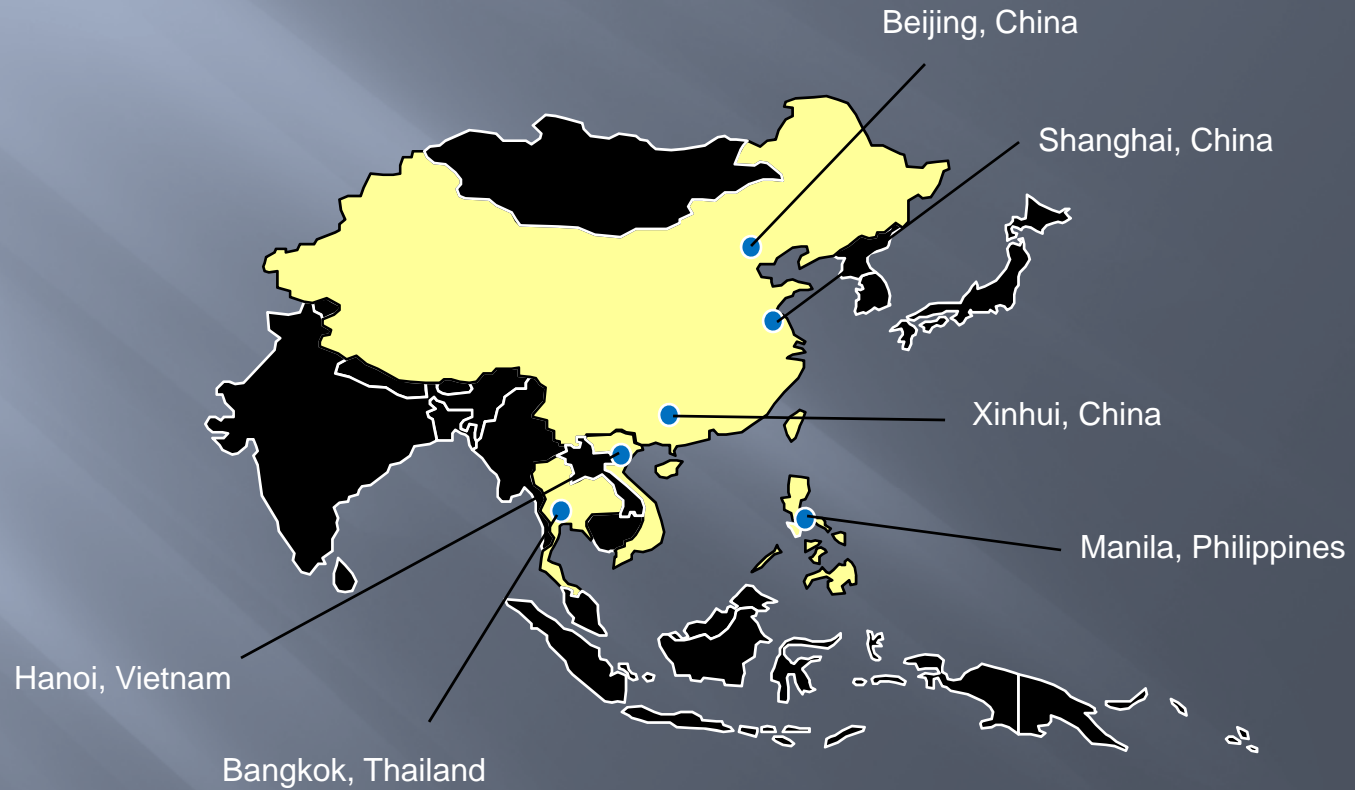 Beijing, China
Shanghai, China
Xinhui, China
Manila, Philippines
Hanoi, Vietnam
Bangkok, Thailand